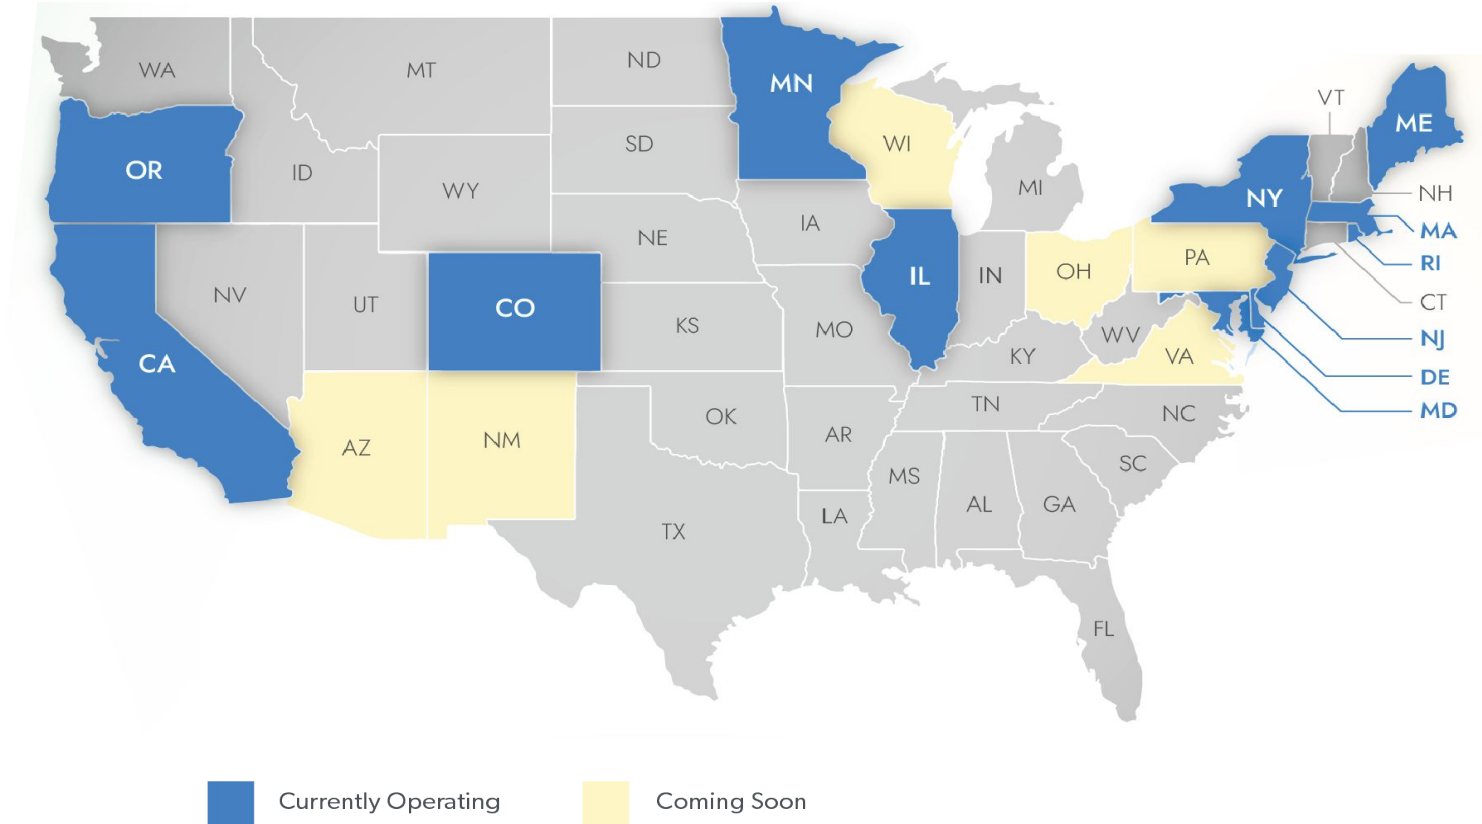 WA
MT
ND
MN
VT
ME
OR
ID
SD
WI
WY
MI
NY
NH
MA
IA
NE
PA
RI
NV
UT
CO
IL
IN
OH
CT
CA
KS
MO
KY
WV
VA
NJ
DE
MD
AZ
NM
OK
AR
TN
NC
SC
MS
AL
GA
TX
LA
FL
Currently Operating
Coming Soon